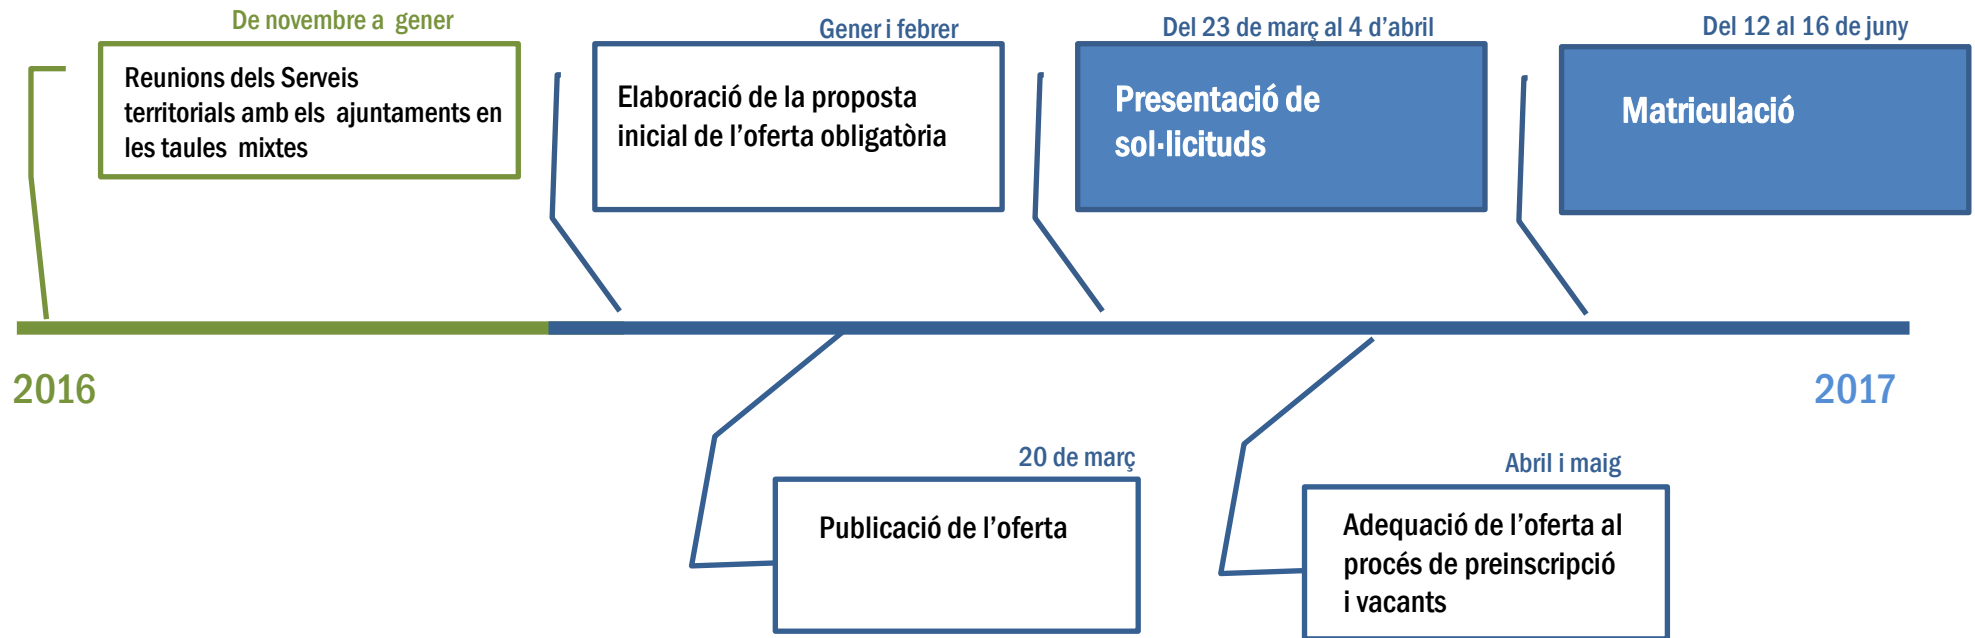 De novembre a gener
Reunions dels Serveis
territorials amb els ajuntaments en
les taules mixtes
Gener i febrer
Elaboració de la proposta
inicial de l’oferta obligatòria
Del 23 de març al 4 d’abril
Presentació de
sol·licituds
Del 12 al 16 de juny
Matriculació
2016
2017
20 de març
Publicació de l’oferta
Abril i maig
Adequació de l’oferta al
procés de preinscripció
i vacants